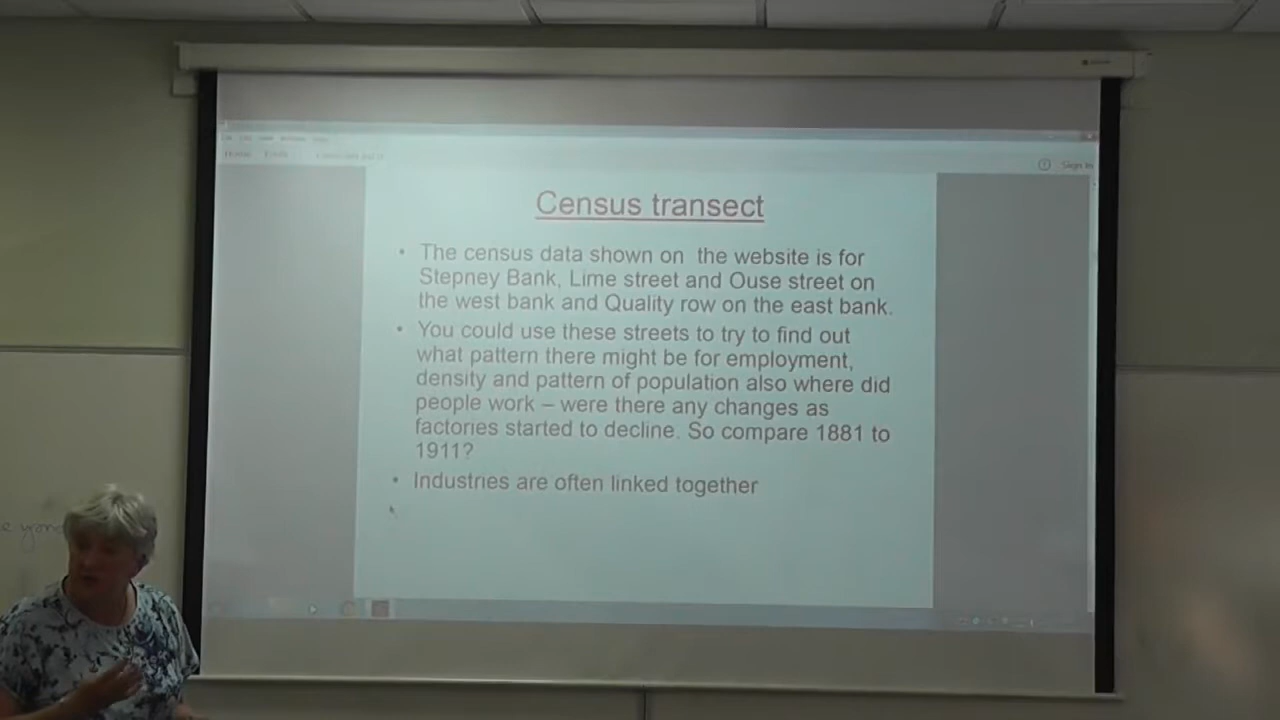 Sign In
Census transect
• The census data shown on the website is for
Stepney Bank, Lime street and Ouse street on
the west bank and Quality row on the east bank.
• You could use these streets to try to find out
what pattern there might be for employment,
density and pattern of population also where did
people work – were there any changes as
factories started to decline. So compare 1881 to
1911?
• Industries are often linked together